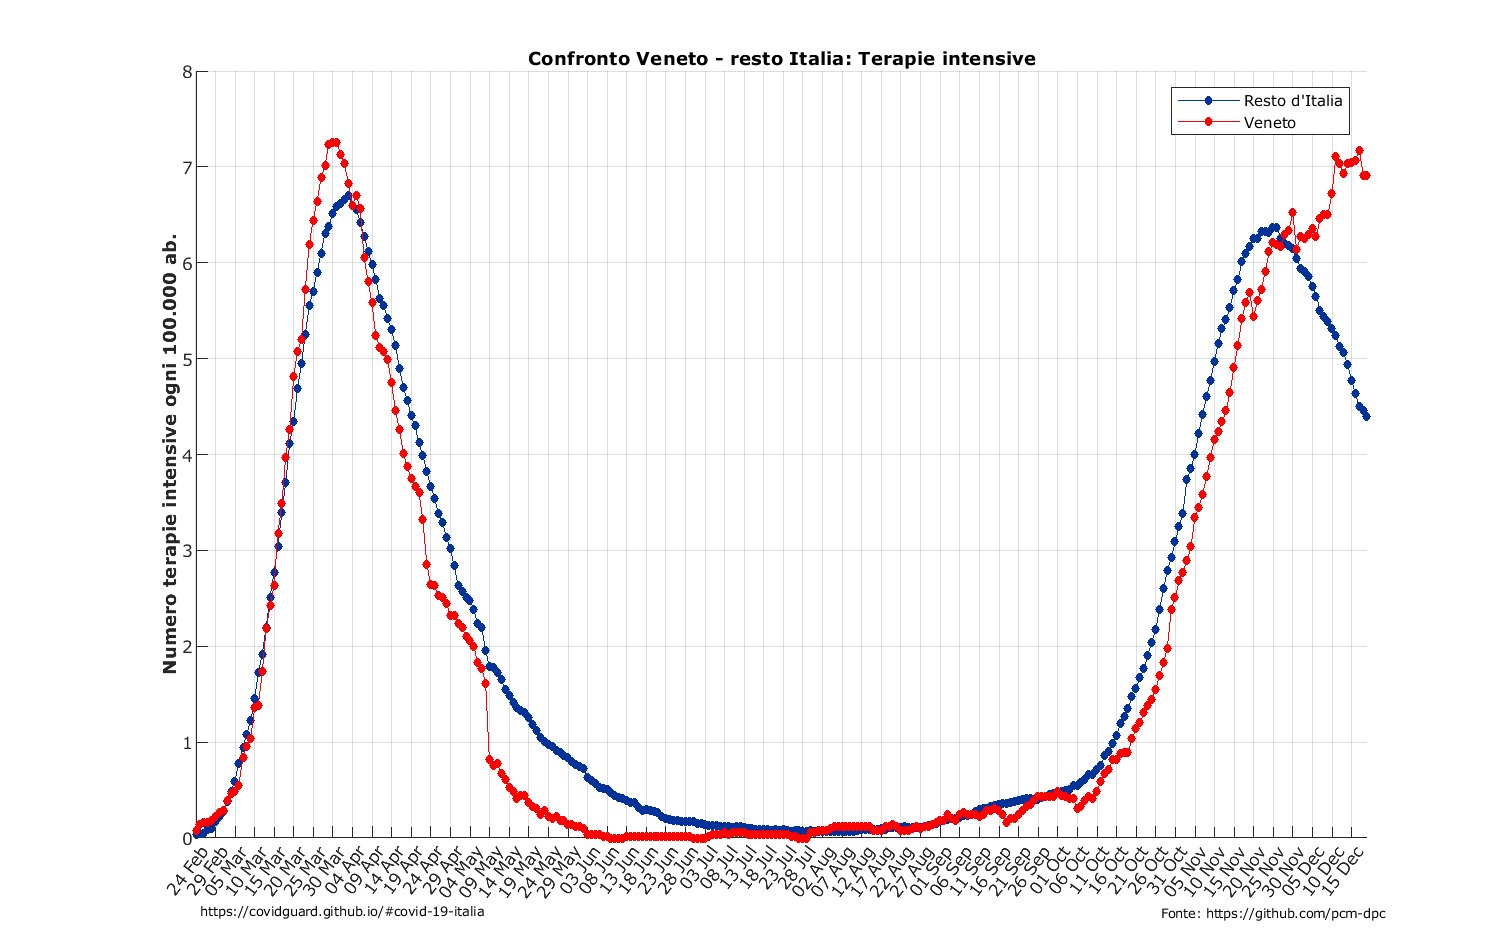 Confronto Veneto - resto Italia: Terapie intensive
Resto d'Italia
Veneto
Numero terapie intensive ogni 100.000 ab.
8
7
6
5
4
3
2
1
0
24 Feb
29 Feb
05 Mar
10 Mar
15 Mar
20 Mar
25 Mar
30 Mar
04 Apr
09 Apr
14 Apr
19 Apr
24 Apr
29 Apr
04 May
09 May
14 May
19 May
24 May
29 May
03 Jun
08 Jun
13 Jun
18 Jun
23 Jun
28 Jun
03 Jul
08 Jul
13 Jul
18 Jul
23 Jul
28 Jul
02 Aug
07 Aug
12 Aug
17 Aug
22 Aug
27 Aug
01 Sep
06 Sep
11 Sep
16 Sep
21 Sep
26 Sep
01 Oct
06 Oct
11 Oct
16 Oct
21 Oct
26 Oct
31 Oct
05 Nov
10 Nov
15 Nov
20 Nov
25 Nov
30 Nov
05 Dec
10 Dec
15 Dec
https://covidguard.github.io/#covid-19-italia
Fonte: https://github.com/pcm-dpc